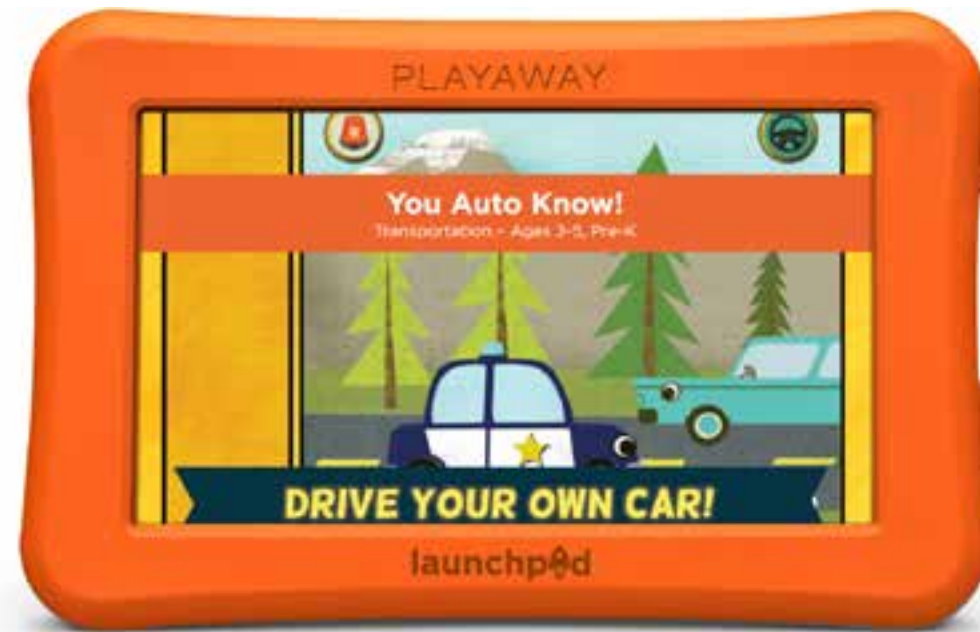 PLAYAWAY
You Auto Know!
Transportation - Ages 3-5, Pre-K
DRIVE YOUR OWN CAR!
launchpad